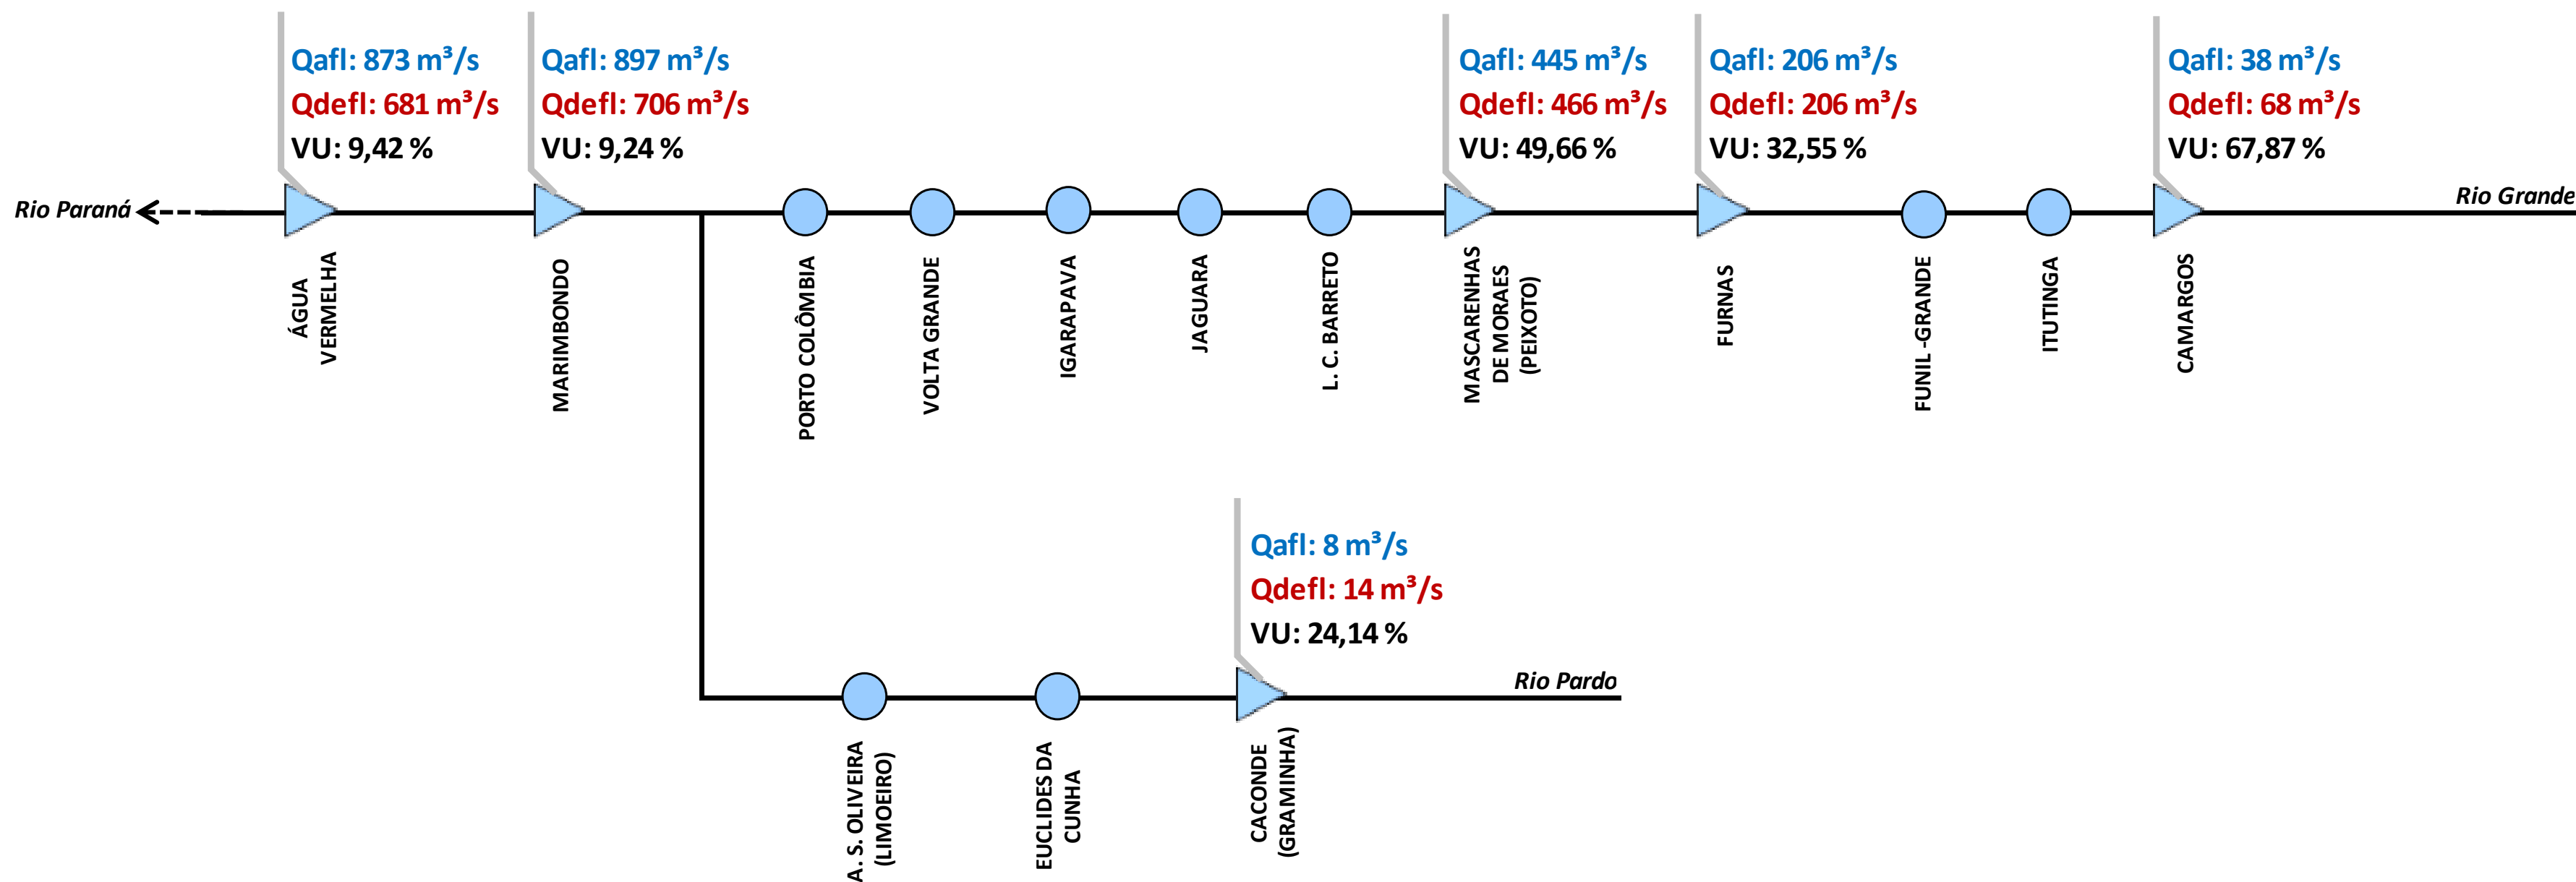 Qafl: 873 m³/s
Qdefl: 681 m³/s
VU: 9,42 %
Qafl: 897 m³/s
Qdefl: 706 m³/s
VU: 9,24 %
Qafl: 445 m³/s
Qdefl: 466 m³/s
VU: 49,66 %
Qafl: 206 m³/s
Qdefl: 206 m³/s
VU: 32,55 %
Qafl: 38 m³/s
Qdefl: 68 m³/s
VU: 67,87 %
Rio Paraná
Rio Grande
ÁGUA
VERMELHA
MARIMBONDO
PORTO COLÔMBIA
VOLTA GRANDE
IGARAPAVA
JAGUARA
L. C. BARRETO
MASCARENHAS
DE MORAES
(PEIXOTO)
FURNAS
FUNIL -GRANDE
ITUTINGA
CAMARGOS
Qafl: 8 m³/s
Qdefl: 14 m³/s
VU: 24,14 %
Rio Pardo
A. S. OLIVEIRA
(LIMOEIRO)
EUCLIDES DA
CUNHA
CACONDE
(GRAMINHA)